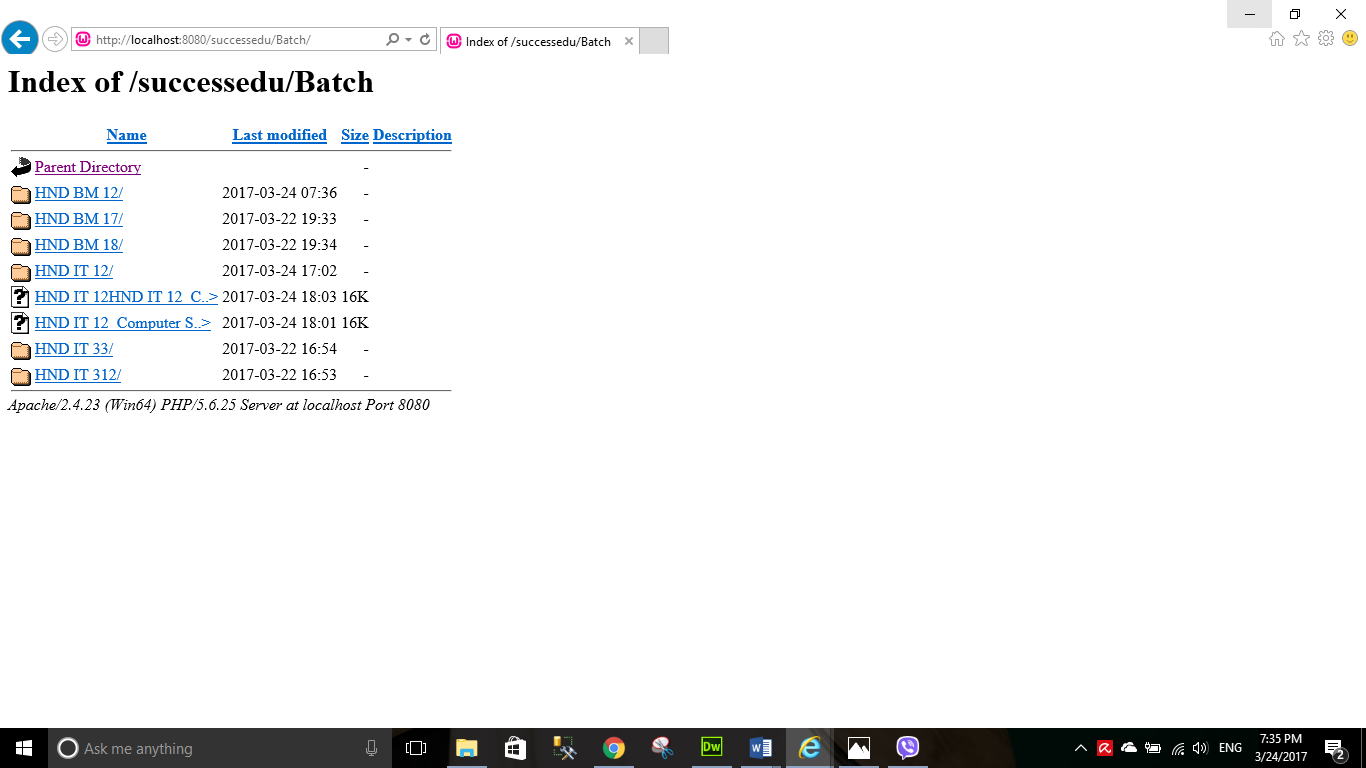 http://localhost:8080/successedu/Batch/
Index of /successedu/Batch
Index of /successedu/Batch
Name Last modified Size Description
Parent Directory -
HND BM 12/ 2017-03-24 07:36 -
HND BM 17/ 2017-03-22 19:33 -
HND BM 18/ 2017-03-22 19:34 -
HND IT 12/ 2017-03-24 17:02 -
HND IT 12HND IT 12_C..> 2017-03-24 18:03 16K
HND IT 12_Computer S..> 2017-03-24 18:01 16K
HND IT 33/ 2017-03-22 16:54 -
HND IT 312/ 2017-03-22 16:53 -
Apache/2.4.23 (Win64) PHP/5.6.25 Server at localhost Port 8080
Ask me anything
Dw
ENG
7:35 PM
3/24/2017
2